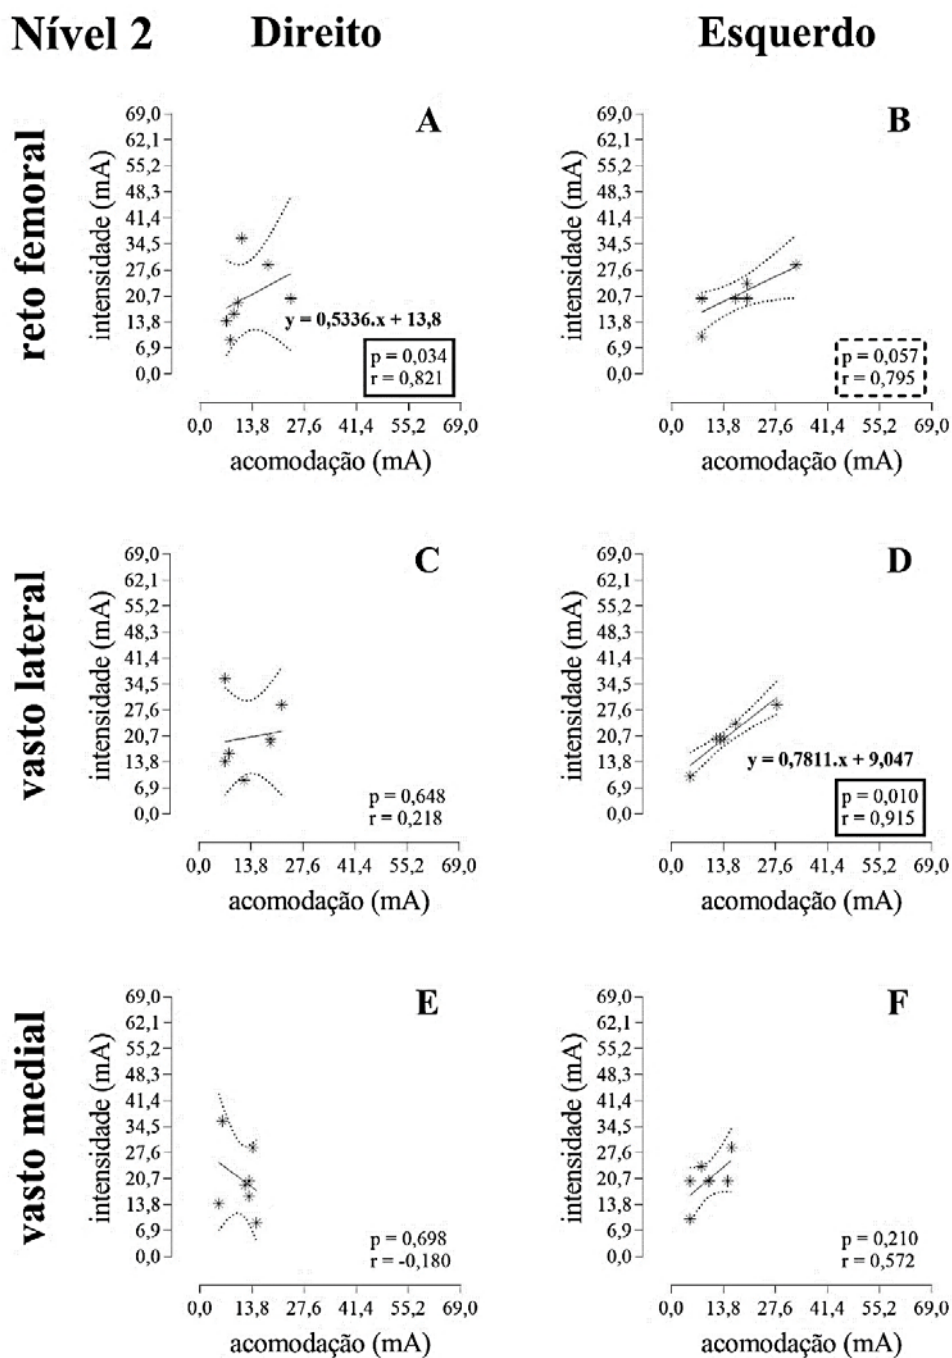 Nível 2 Direito Esquerdo
reto femoral
A
intensidade (mA)
69,0
62,1
55,2
48,3
41,4
34,5
27,6
20,7
13,8
6,9
0,0
y = 0,5336.x + 13,8
p = 0,034
r = 0,821
0,0 13,8 27,6 41,4 55,2 69,0
acomodação (mA)
B
intensidade (mA)
69,0
62,1
55,2
48,3
41,4
34,5
27,6
20,7
13,8
6,9
0,0
p = 0,057
r = 0,795
0,0 13,8 27,6 41,4 55,2 69,0
acomodação (mA)
vasto lateral
C
intensidade (mA)
69,0
62,1
55,2
48,3
41,4
34,5
27,6
20,7
13,8
6,9
0,0
p = 0,648
r = 0,218
0,0 13,8 27,6 41,4 55,2 69,0
acomodação (mA)
D
intensidade (mA)
69,0
62,1
55,2
48,3
41,4
34,5
27,6
20,7
13,8
6,9
0,0
y = 0,7811.x + 9,047
p = 0,010
r = 0,915
0,0 13,8 27,6 41,4 55,2 69,0
acomodação (mA)
vasto medial
E
intensidade (mA)
69,0
62,1
55,2
48,3
41,4
34,5
27,6
20,7
13,8
6,9
0,0
p = 0,698
r = -0,180
0,0 13,8 27,6 41,4 55,2 69,0
acomodação (mA)
F
intensidade (mA)
69,0
62,1
55,2
48,3
41,4
34,5
27,6
20,7
13,8
6,9
0,0
p = 0,210
r = 0,572
0,0 13,8 27,6 41,4 55,2 69,0
acomodação (mA)